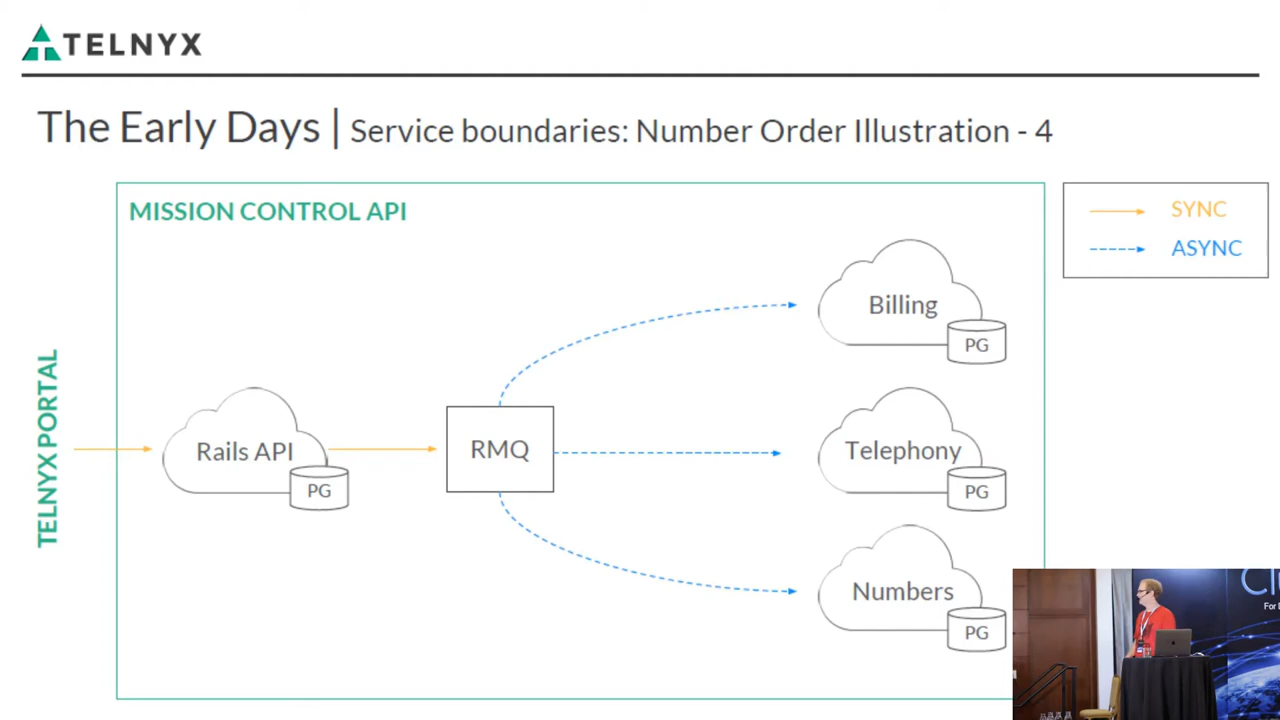 TELNYX
The Early Days | Service boundaries: Number Order Illustration - 4
MISSION CONTROL API
SYNC
ASYNC
TELNYX PORTAL
Rails API
PG
RMQ
Billing
PG
Telephony
PG
Numbers
PG